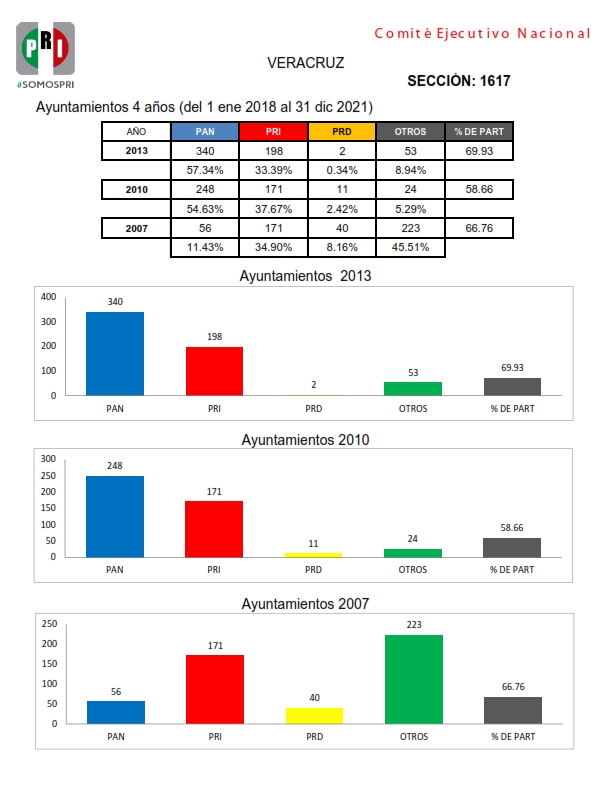 Comité Ejecutivo Nacional
PRI
#SOMOSPRI
VERACRUZ
SECCIÓN: 1617
Ayuntamientos 4 años (del 1 ene 2018 al 31 dic 2021)
AÑO PAN PRI PRD OTROS % DE PART
2013 340 198 2 53 69.93
57.34% 33.39% 0.34% 8.94%
2010 248 171 11 24 58.66
54.63% 37.67% 2.42% 5.29%
2007 56 171 40 223 66.76
11.43% 34.90% 8.16% 45.51%
Ayuntamientos 2013
400
300
200
100
0
340 198 2 53 69.93
PAN PRI PRD OTROS % DE PART
Ayuntamientos 2010
300
250
200
150
100
50
0
248 171 11 24 58.66
PAN PRI PRD OTROS % DE PART
Ayuntamientos 2007
250
200
150
100
50
0
56 171 40 223 66.76
PAN PRI PRD OTROS % DE PART